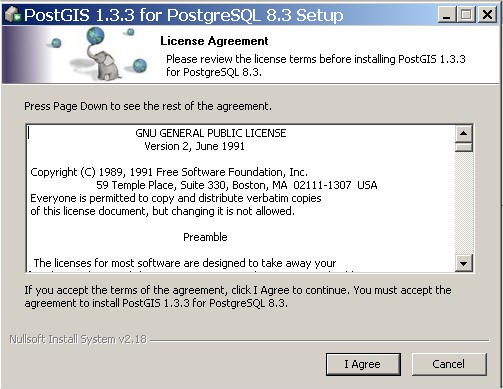 PostGIS 1.3.3 for PostgreSQL 8.3 Setup
License Agreement
Please review the license terms before installing PostGIS 1.3.3
for PostgreSQL 8.3.
Press Page Down to see the rest of the agreement.
GNU GENERAL PUBLIC LICENSE
Version 2, June 1991
Copyright (C) 1989, 1991 Free Software Foundation, Inc.
59 Temple Place, Suite 330, Boston, MA 02111-1307 USA
Everyone is permitted to copy and distribute verbatim copies
of this license document, but changing it is not allowed.
Preamble
The licenses for most software are designed to take away your
If you accept the terms of the agreement, click I Agree to continue. You must accept the
agreement to install PostGIS 1.3.3 for PostgreSQL 8.3.
Nullsoft Install System v2.18
I Agree
Cancel